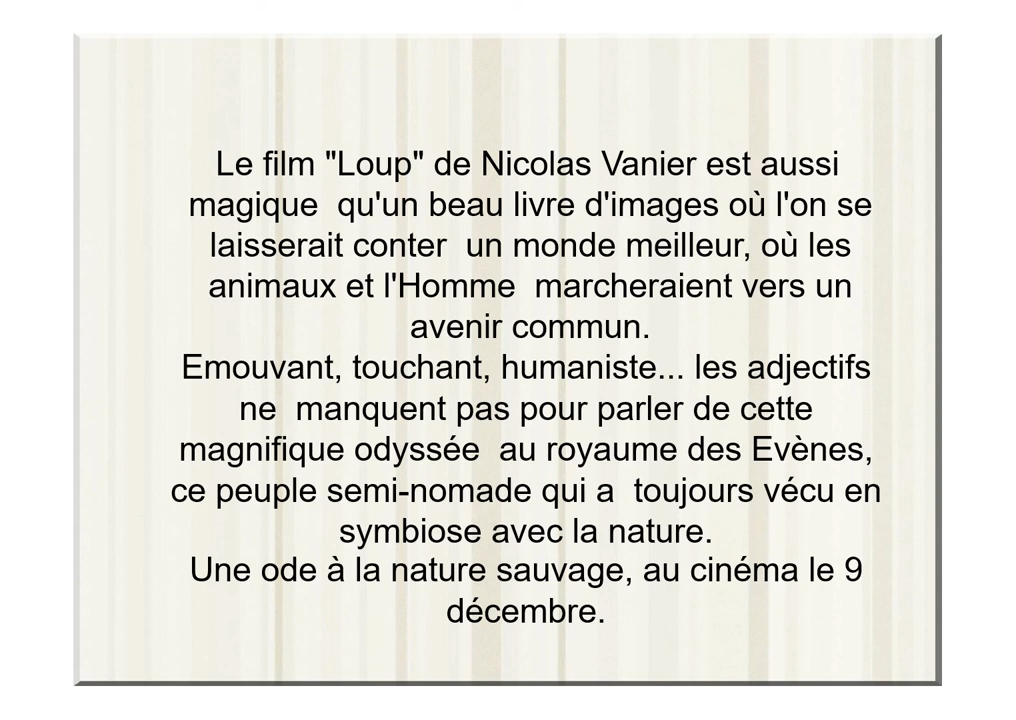 Le film "Loup" de Nicolas Vanier est aussi
magique  qu'un beau livre d'images où l'on se
laisserait conter  un monde meilleur, où les
animaux et l'Homme  marcheraient vers un
avenir commun.
Emouvant, touchant, humaniste... les adjectifs
ne  manquent pas pour parler de cette
magnifique odyssée  au royaume des Evènes,
ce peuple semi-nomade qui a  toujours vécu en
symbiose avec la nature.
Une ode à la nature sauvage, au cinéma le 9
décembre.